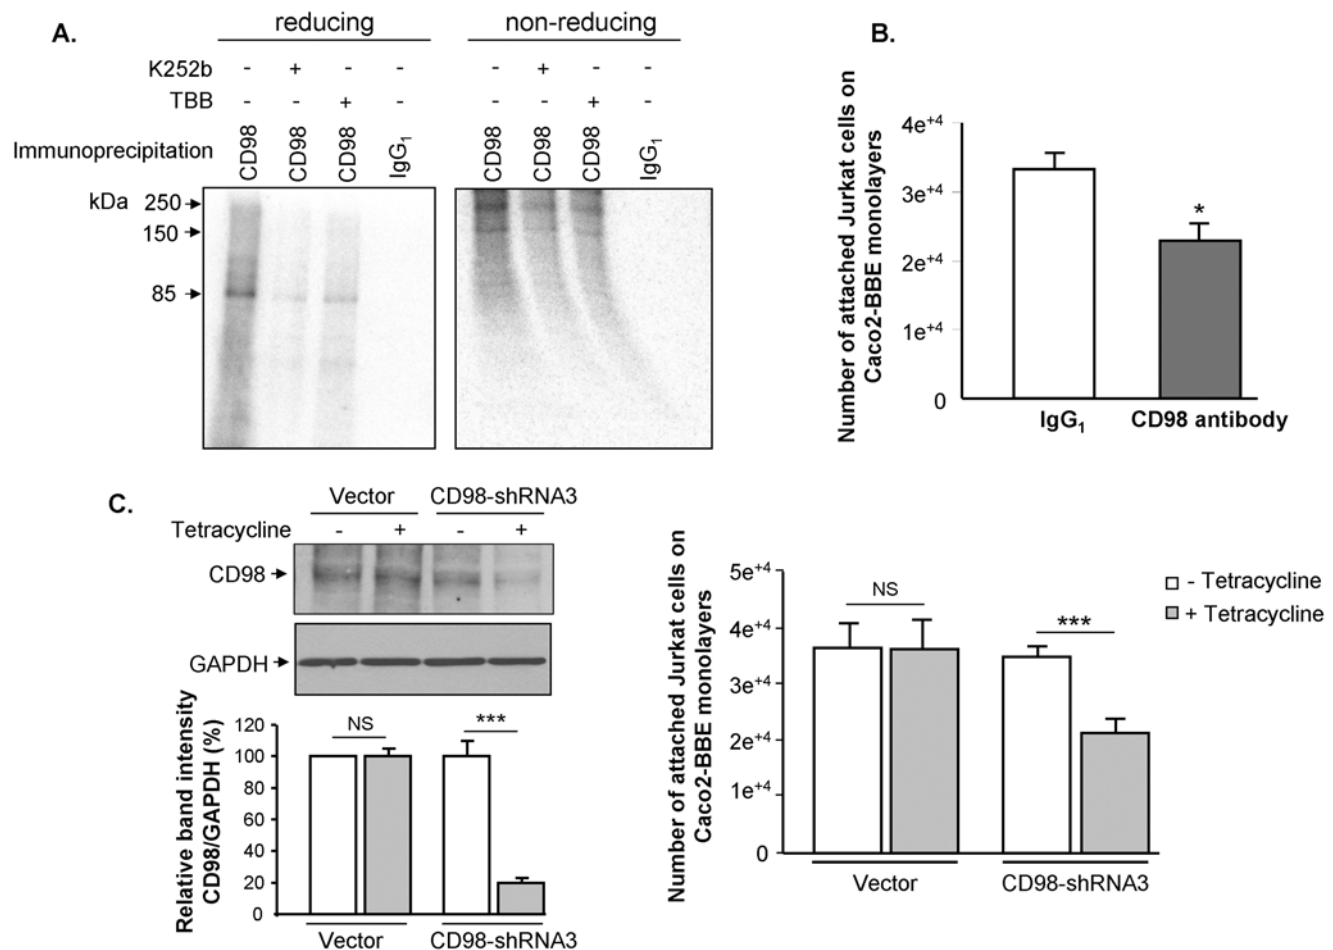 A.
reducing
non-reducing
K252b - + - - - + - -
TBB - - + - - - + -
Immunoprecipitation CD98 CD98 CD98 IgG1 CD98 CD98 CD98 IgG1
kDa 250
150
85
B.
Number of attached Jurkat cells on
Caco2-BBE monolayers
4e+4
3e+4
2e+4
1e+4
0
*
IgG1 CD98 antibody
C.
Vector CD98-shRNA3
Tetracycline - + - +
CD98
GAPDH
Relative band intensity
CD98/GAPDH (%)
120
100
80
60
40
20
0
NS
***
Vector CD98-shRNA3
Number of attached Jurkat cells on
Caco2-BBE monolayers
5e+4
4e+4
3e+4
2e+4
1e+4
0
NS
***
- Tetracycline
+ Tetracycline
Vector CD98-shRNA3